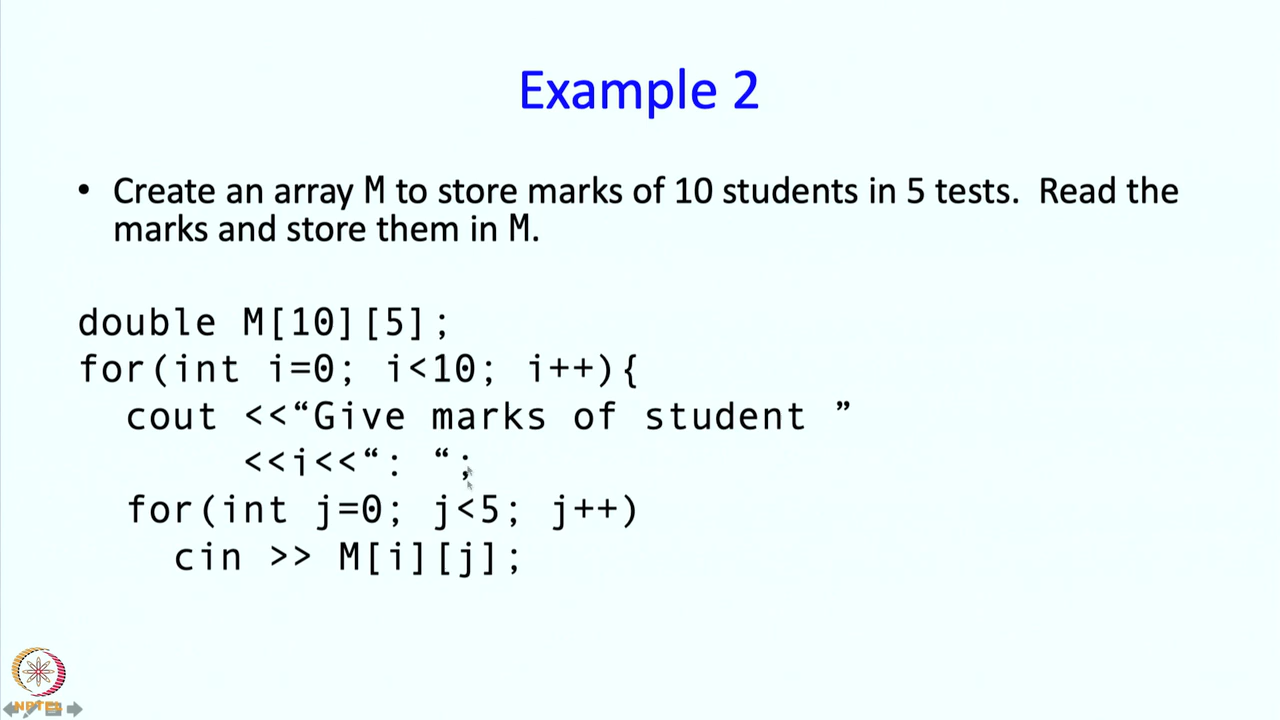 Example 2
• Create an array M to store marks of 10 students in 5 tests. Read the
marks and store them in M.
double M[10][5];
for(int i=0; i<10; i++){
cout <<“Give marks of student ”
<<i<<“: “;
for(int j=0; j<5; j++)
cin >> M[i][j];
NPTEL